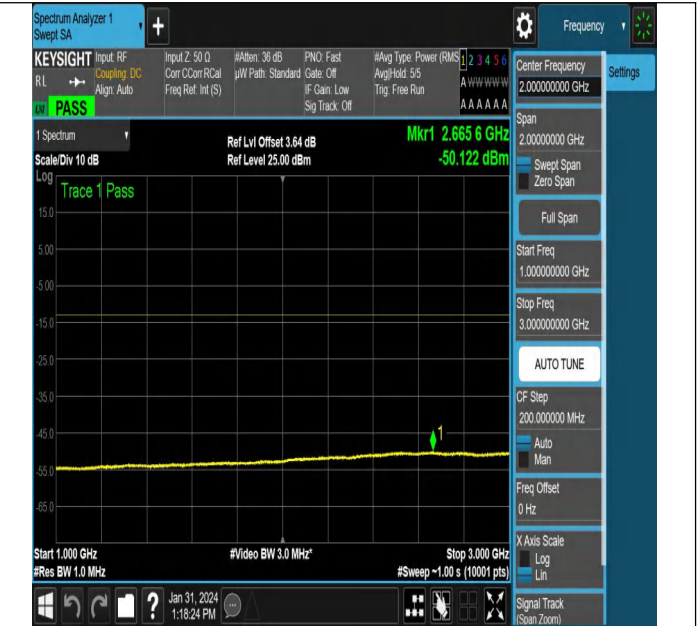 Spectrum Analyzer 1
Swept SA
+
Frequency
KEYSIGHT
RL
LXI PASS
Input: RF
Coupling: DC
Align: Auto
Input Z: 50 Ω
Corr CCorr RCal
Freq Ref: Int (S)
#Atten: 36 dB
µW Path: Standard
PNO: Fast
Gate: Off
IF Gain: Low
Sig Track: Off
#Avg Type: Power (RMS
Avg|Hold: 5/5
Trig: Free Run
1 2 3 4 5 6
A W W W W W
A A A A A A
1 Spectrum
Scale/Div 10 dB
Ref Lvl Offset 3.64 dB
Ref Level 25.00 dBm
Mkr1 2.665 6 GHz
-50.122 dBm
Log
Trace 1 Pass
15.0
5.00
-5.00
-15.0
-25.0
-35.0
-45.0
-55.0
-65.0
1
Start 1.000 GHz
#Res BW 1.0 MHz
#Video BW 3.0 MHz*
Stop 3.000 GHz
#Sweep ~1.00 s (10001 pts)
Jan 31, 2024
1:18:24 PM
Center Frequency
2.000000000 GHz
Settings
Span
2.00000000 GHz
Swept Span
Zero Span
Full Span
Start Freq
1.000000000 GHz
Stop Freq
3.000000000 GHz
AUTO TUNE
CF Step
200.000000 MHz
Auto
Man
Freq Offset
0 Hz
X Axis Scale
Log
Lin
Signal Track
(Span Zoom)